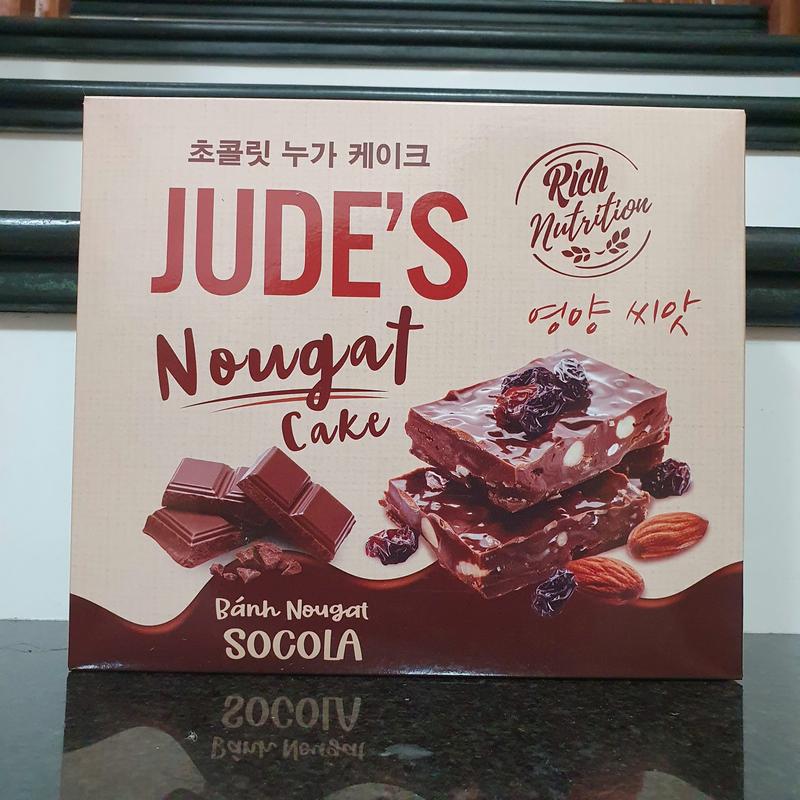 초콜릿 누가 케이크
JUDE'S
Nougat
Cake
Rich
Nutrition
영양 씨앗
Bánh Nougat
SOCOLA